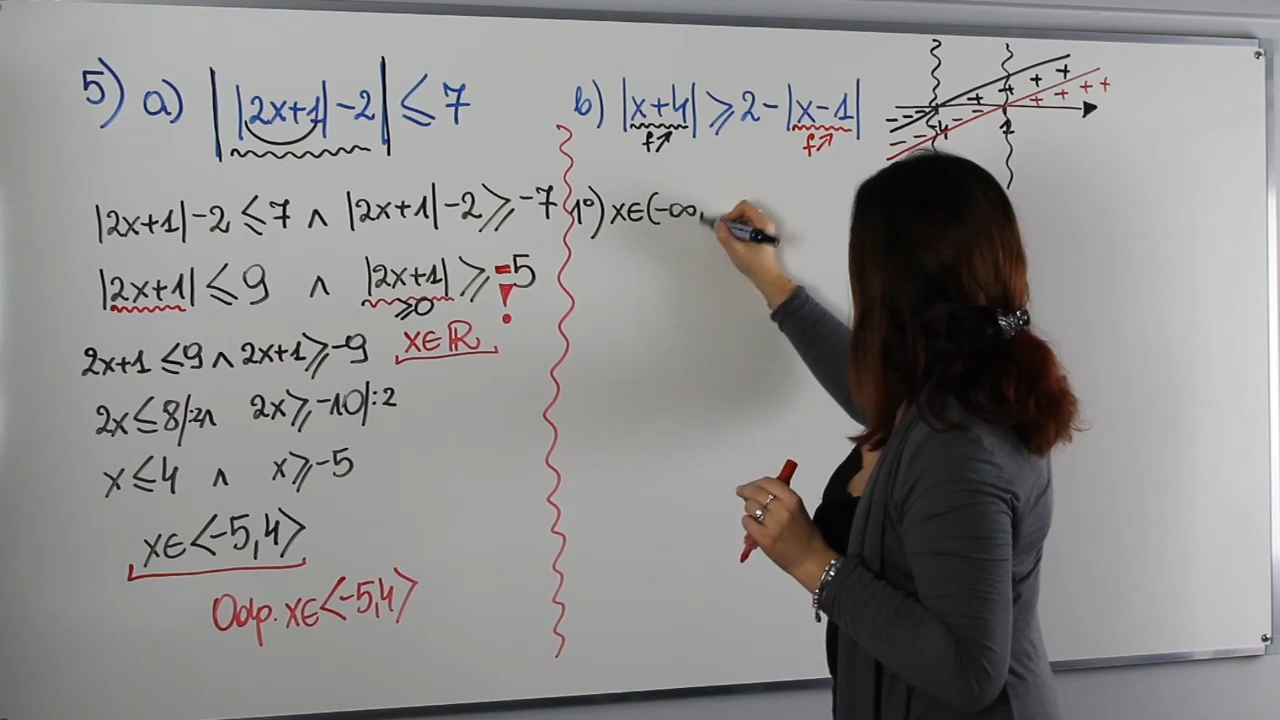 5) a) ||2x+1|-2| ⩽ 7
|2x+1|-2 ⩽ 7 ∧ |2x+1|-2 ⩾ -7
|2x+1| ⩽ 9 ∧ |2x+1| ⩾ -5
⩾0 !
2x+1 ⩽ 9 ∧ 2x+1 ⩾ -9 x∈ℝ
2x ⩽ 8/:2 ∧ 2x ⩾ -10/:2
x ⩽ 4 ∧ x ⩾ -5
x∈<-5,4>
Odp. x∈<-5,4>
b) |x+4| ⩾ 2-|x-1|
f↗ f↗
1°) x∈(-∞,
+ +
+ + + + + +
- - - -4 - - - 1